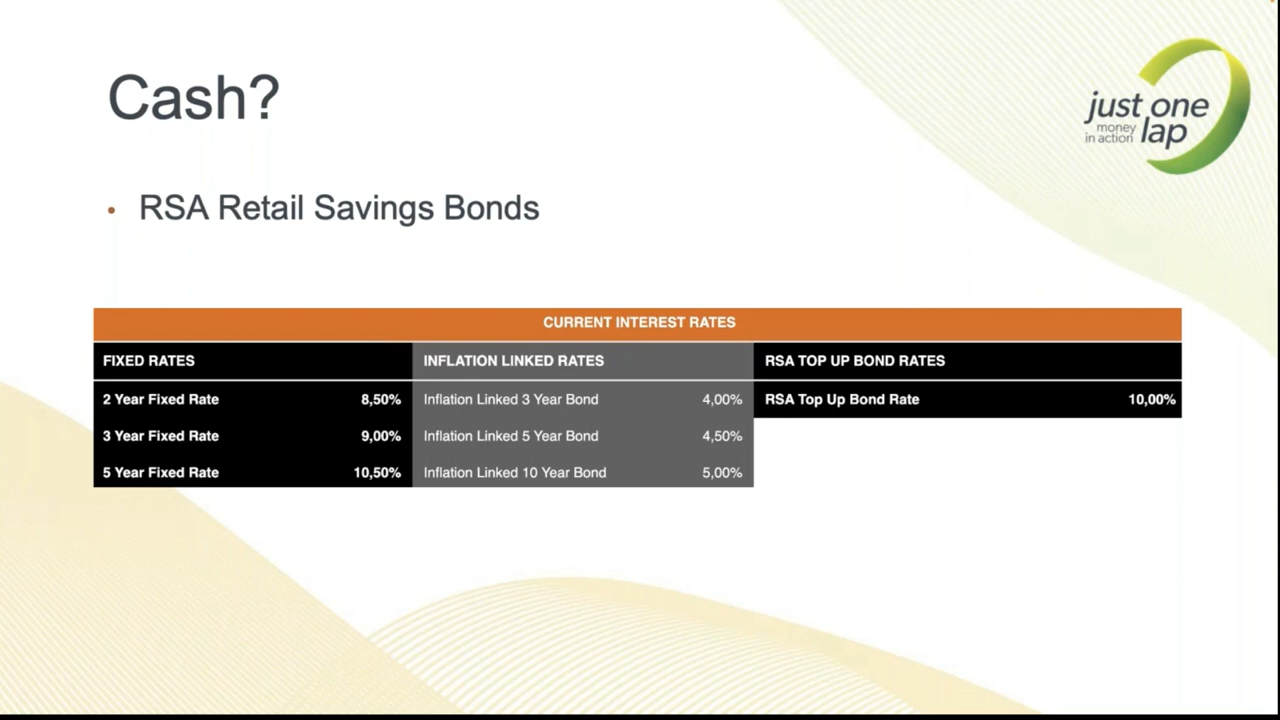 Cash?
just one
money
in action lap
• RSA Retail Savings Bonds
CURRENT INTEREST RATES
FIXED RATES INFLATION LINKED RATES RSA TOP UP BOND RATES
2 Year Fixed Rate 8,50% Inflation Linked 3 Year Bond 4,00% RSA Top Up Bond Rate 10,00%
3 Year Fixed Rate 9,00% Inflation Linked 5 Year Bond 4,50%
5 Year Fixed Rate 10,50% Inflation Linked 10 Year Bond 5,00%